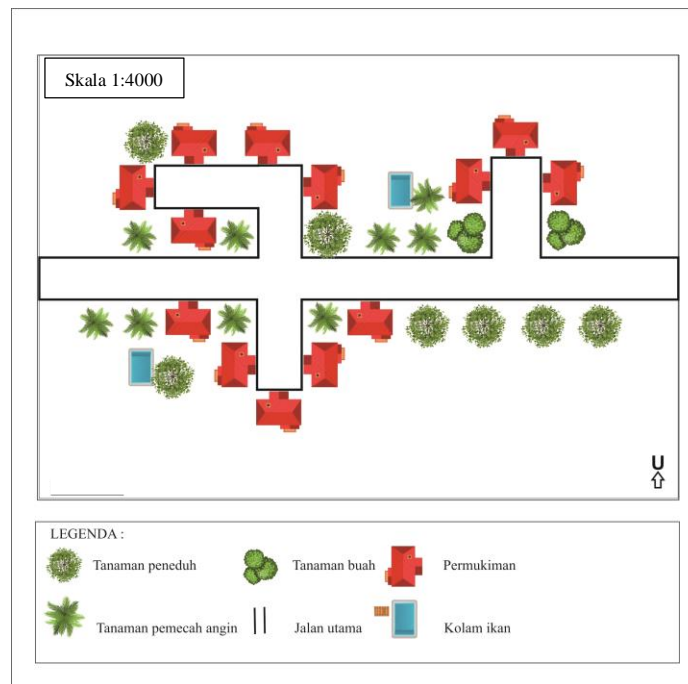 Skala 1:4000
U
LEGENDA :
Tanaman peneduh
Tanaman buah
Permukiman
Tanaman pemecah angin
Jalan utama
Kolam ikan